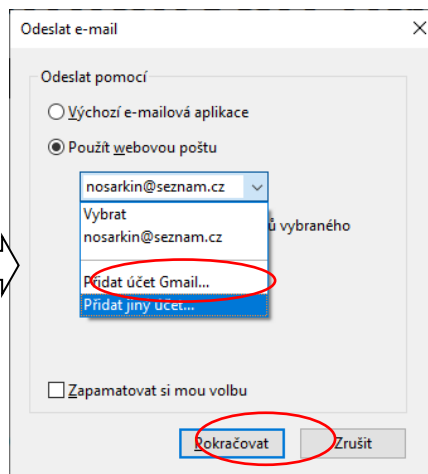 Odeslat e-mail
Odeslat pomocí
Výchozí e-mailová aplikace
Použít webovou poštu
nosarkin@seznam.cz
Vybrat
nosarkin@seznam.cz
ů vybraného
Přidat účet Gmail...
Přidat jiný účet...
Zapamatovat si mou volbu
Pokračovat Zrušit